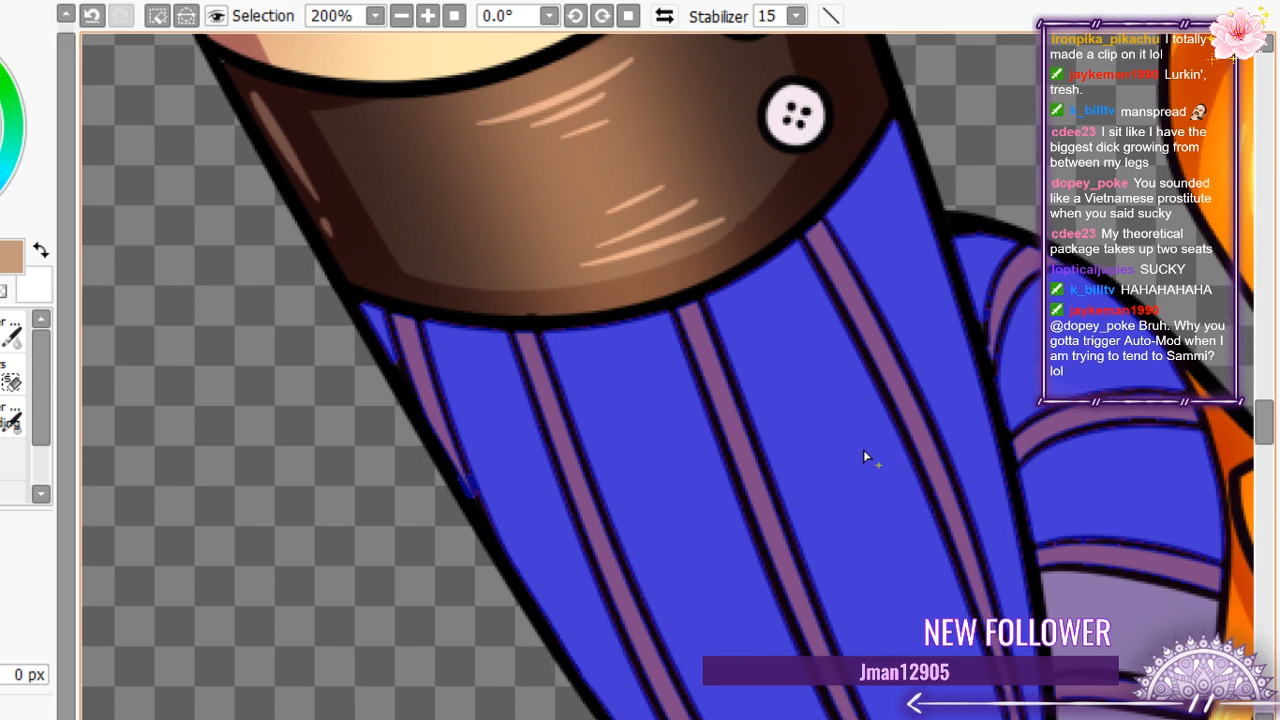 Selection 200% 0.0° Stabilizer 15
ironpika_pikachu I totally
made a clip on it lol
jaykeman1990 Lurkin',
tresh.
k_billtv manspread
cdee23 I sit like I have the
biggest dick growing from
between my legs
dopey_poke You sounded
like a Vietnamese prostitute
when you said sucky
cdee23 My theoretical
package takes up two seats
SUCKY
k_billtv HAHAHAHAHA
jaykeman1990
@dopey_poke Bruh. Why you
gotta trigger Auto-Mod when I
am trying to tend to Sammi?
lol
0 px
NEW FOLLOWER
Jman12905